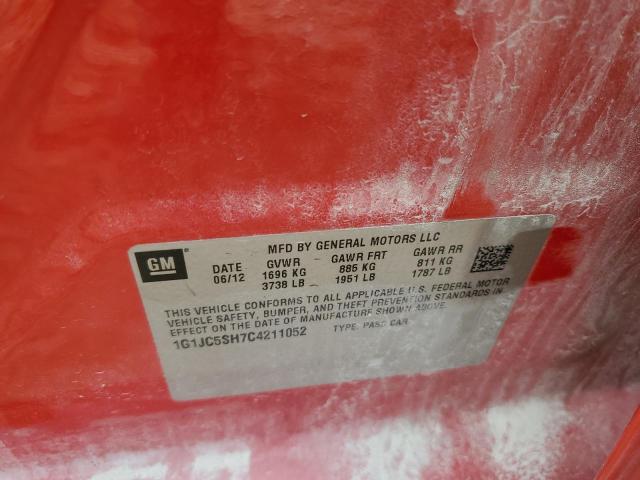 GM
MFD BY GENERAL MOTORS LLC
DATE GVWR GAWR FRT GAWR RR
06/12 1696 KG 885 KG 811 KG
3738 LB 1951 LB 1787 LB
THIS VEHICLE CONFORMS TO ALL APPLICABLE U.S. FEDERAL MOTOR
VEHICLE SAFETY, BUMPER, AND THEFT PREVENTION STANDARDS IN
EFFECT ON THE DATE OF MANUFACTURE SHOWN ABOVE.
1G1JC5SH7C4211052 TYPE: PASS CAR